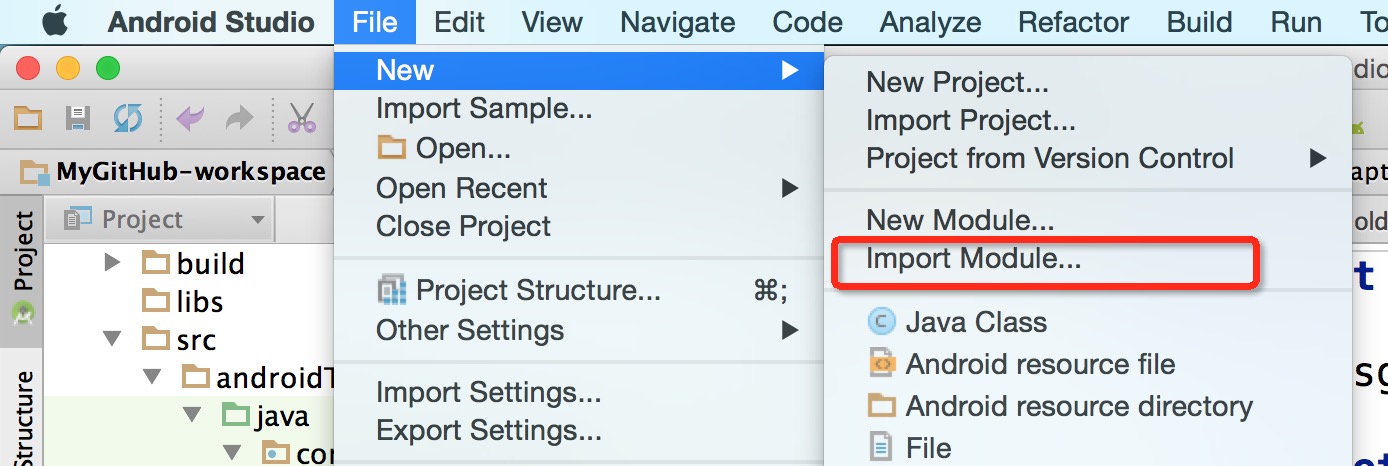 Android Studio File Edit View Navigate Code Analyze Refactor Build Run To
New
Import Sample...
Open...
Open Recent
Close Project
Project Structure... ⌘;
Other Settings
Import Settings...
Export Settings...
New Project...
Import Project...
Project from Version Control
New Module...
Import Module...
Java Class
Android resource file
Android resource directory
File
MyGitHub-workspace
Project
build
libs
src
androidT
java
con
Project
Structure
dio
apt
old
t
sg